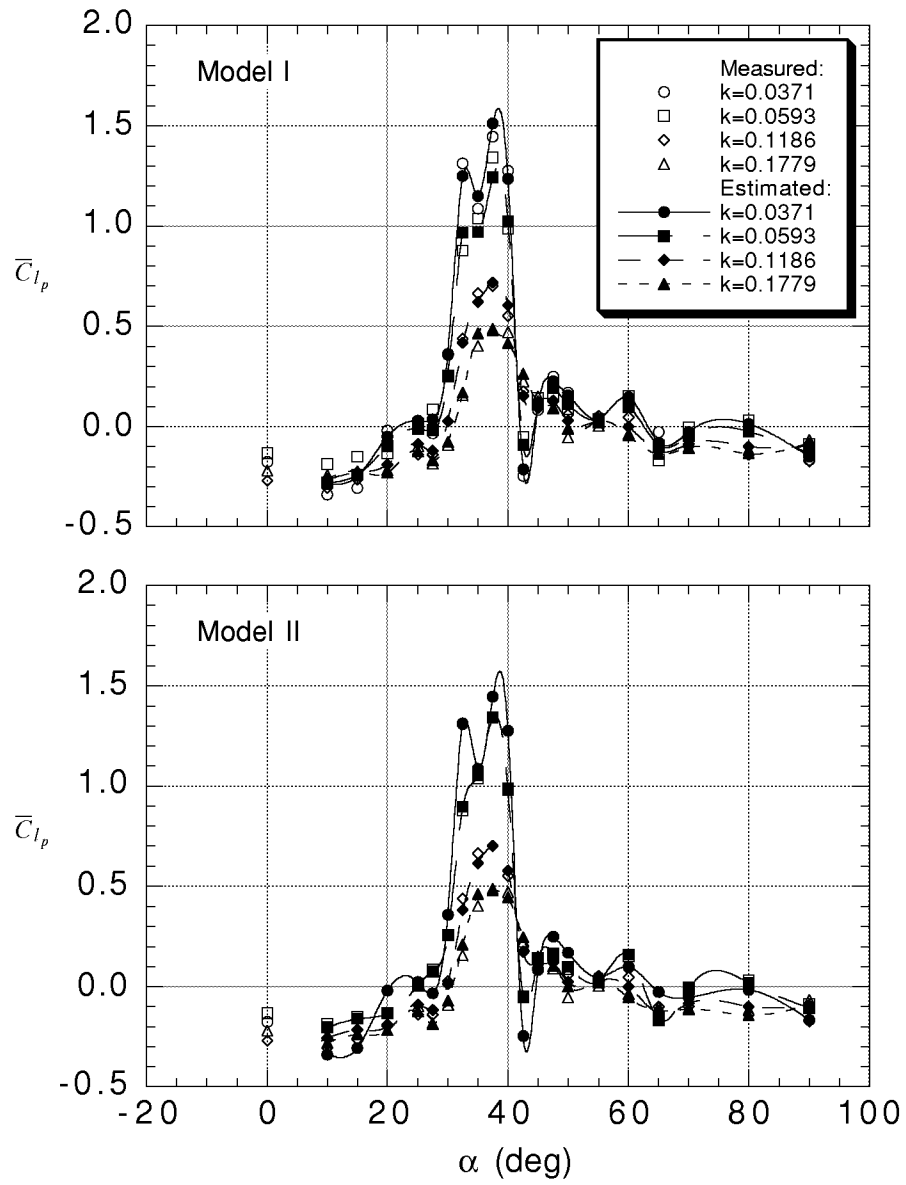 2.0
Model I
1.5
1.0
C̅lp
0.5
0.0
-0.5
Measured:
k=0.0371
k=0.0593
k=0.1186
k=0.1779
Estimated:
k=0.0371
k=0.0593
k=0.1186
k=0.1779
2.0
Model II
1.5
1.0
C̅lp
0.5
0.0
-0.5
-20 0 20 40 60 80 100
α (deg)